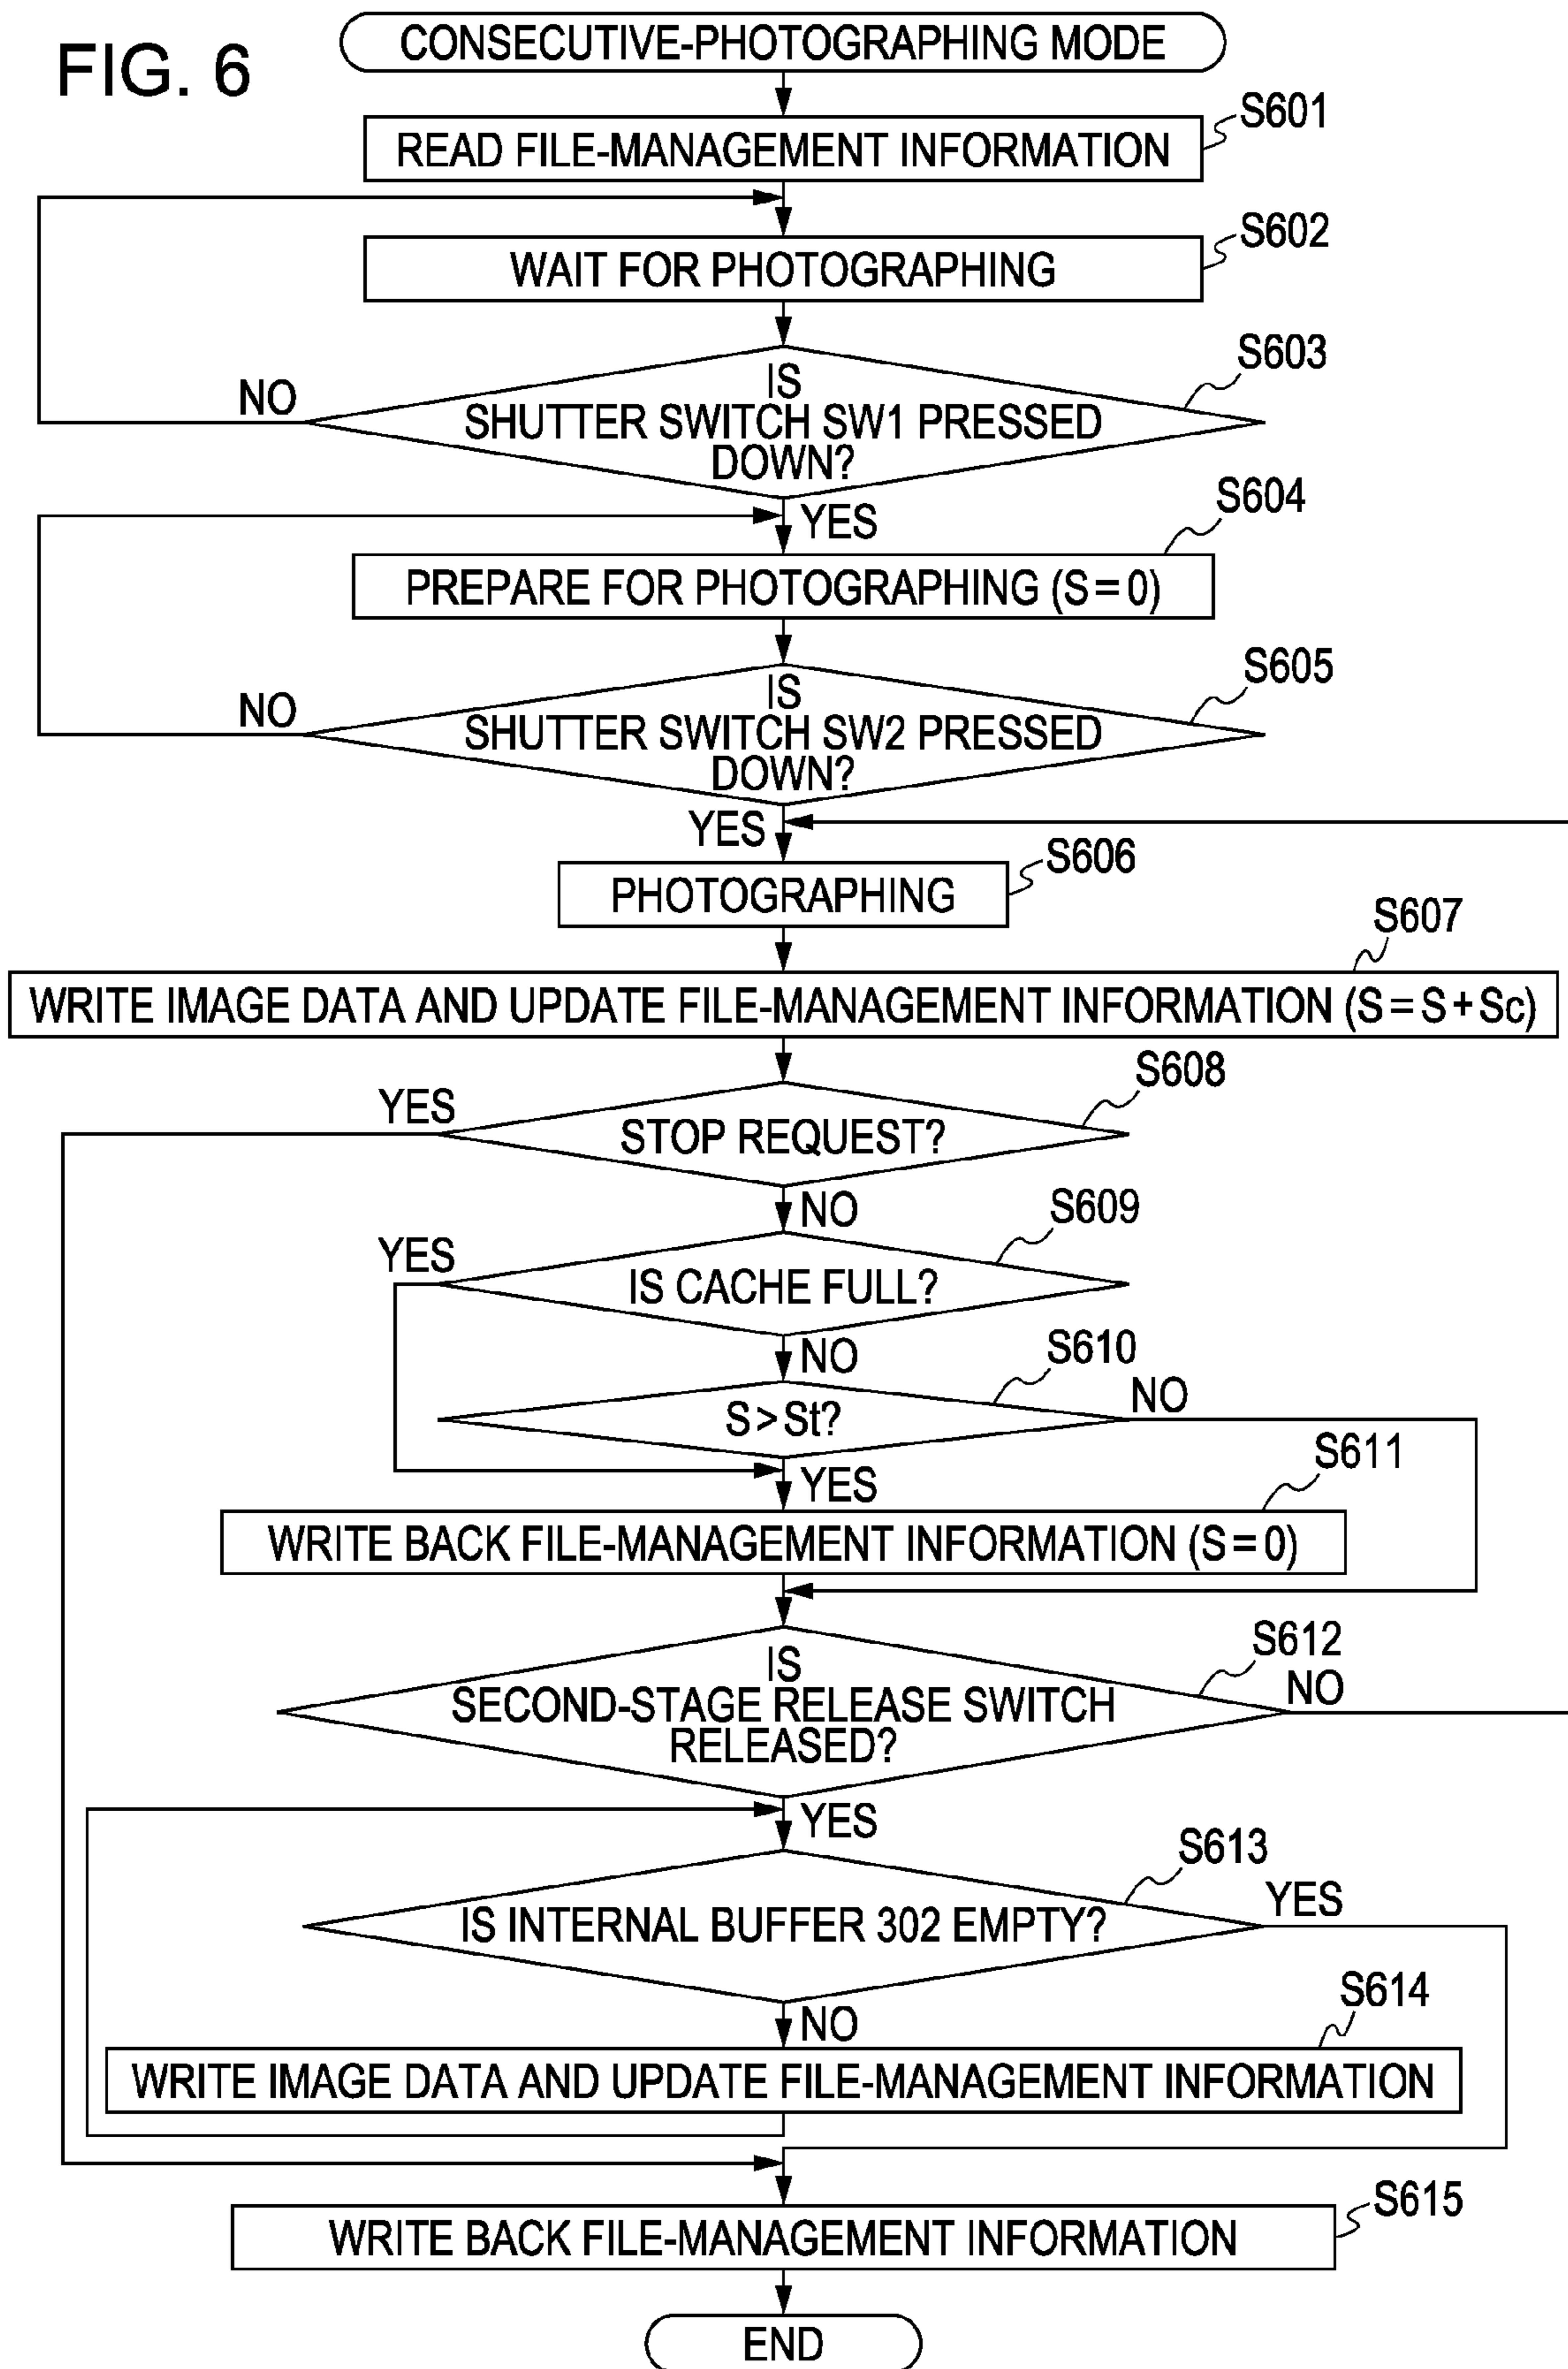 FIG. 6
CONSECUTIVE-PHOTOGRAPHING MODE
S601
READ FILE-MANAGEMENT INFORMATION
S602
WAIT FOR PHOTOGRAPHING
S603
IS
SHUTTER SWITCH SW1 PRESSED
DOWN?
NO
YES
S604
PREPARE FOR PHOTOGRAPHING (S = 0)
S605
IS
SHUTTER SWITCH SW2 PRESSED
DOWN?
NO
YES
S606
PHOTOGRAPHING
S607
WRITE IMAGE DATA AND UPDATE FILE-MANAGEMENT INFORMATION (S = S + Sc)
S608
YES
STOP REQUEST?
NO
S609
YES
IS CACHE FULL?
NO
S610
NO
S > St?
YES
S611
WRITE BACK FILE-MANAGEMENT INFORMATION (S = 0)
S612
IS
SECOND-STAGE RELEASE SWITCH
RELEASED?
NO
YES
S613
YES
IS INTERNAL BUFFER 302 EMPTY?
NO
S614
WRITE IMAGE DATA AND UPDATE FILE-MANAGEMENT INFORMATION
S615
WRITE BACK FILE-MANAGEMENT INFORMATION
END